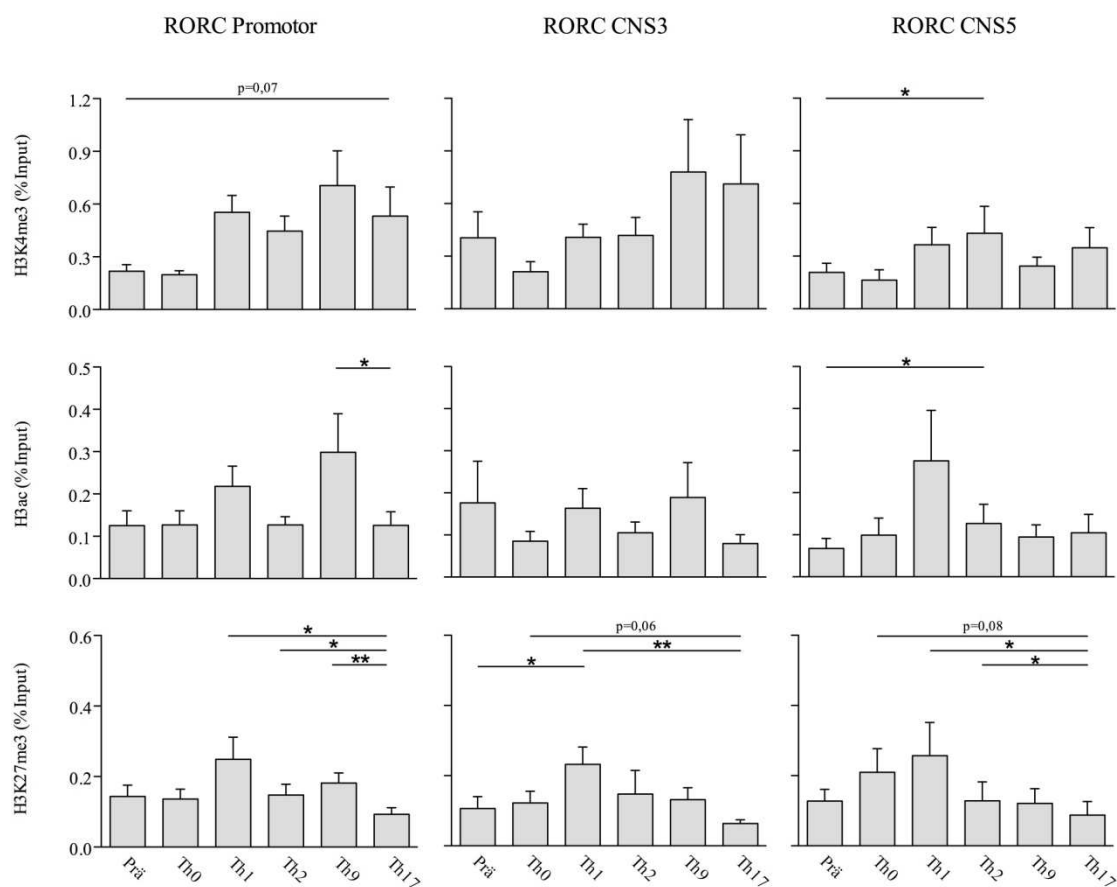 RORC Promotor RORC CNS3 RORC CNS5
H3K4me3 (%Input)
p=0,07
*
1.2
0.9
0.6
0.3
0.0
H3ac (%Input)
* *
0.5
0.4
0.3
0.2
0.1
0.0
H3K27me3 (%Input)
p=0,06 p=0,08
* ** *
* * *
**
0.6
0.4
0.2
0.0
Prä Th0 Th1 Th2 Th9 Th17 Prä Th0 Th1 Th2 Th9 Th17 Prä Th0 Th1 Th2 Th9 Th17